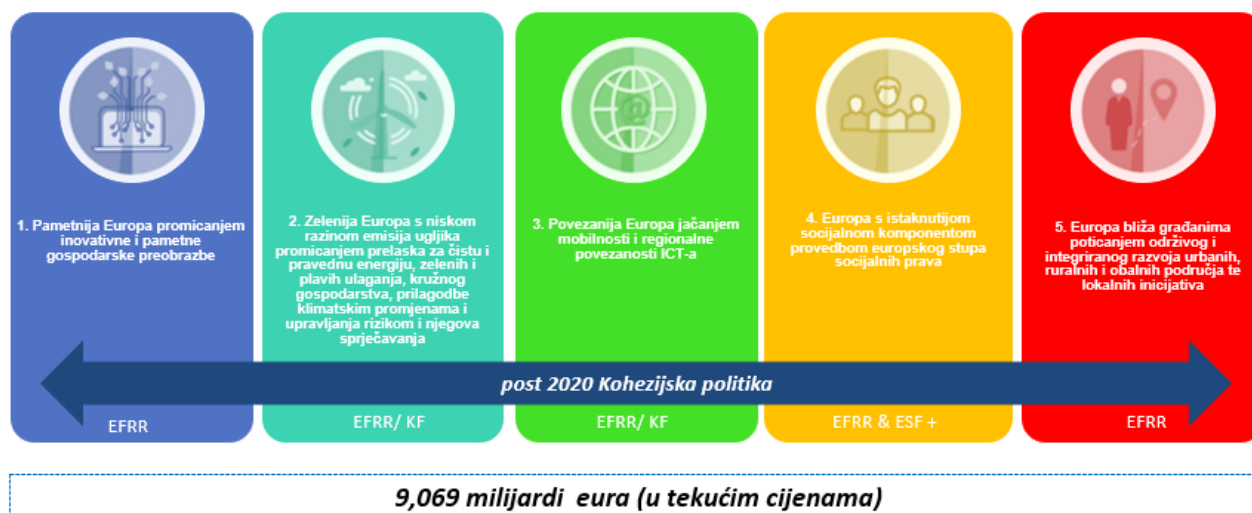 1. Pametnija Europa promicanjem
inovativne i pametne
gospodarske preobrazbe
2. Zelenija Europa s niskom
razinom emisija ugljika
promicanjem prelaska za čistu i
pravednu energiju, zelenih i
plavih ulaganja, kružnog
gospodarstva, prilagodbe
klimatskim promjenama i
upravljanja rizikom i njegova
sprječavanja
@
3. Povezanija Europa jačanjem
mobilnosti i regionalne
povezanosti ICT-a
4. Europa s istaknutijom
socijalnom komponentom
provedbom europskog stupa
socijalnih prava
5. Europa bliža građanima
poticanjem održivog i
integriranog razvoja urbanih,
ruralnih i obalnih područja te
lokalnih inicijativa
post 2020 Kohezijska politika
EFRR
EFRR/ KF
EFRR/ KF
EFRR & ESF +
EFRR
9,069 milijardi  eura (u tekućim cijenama)